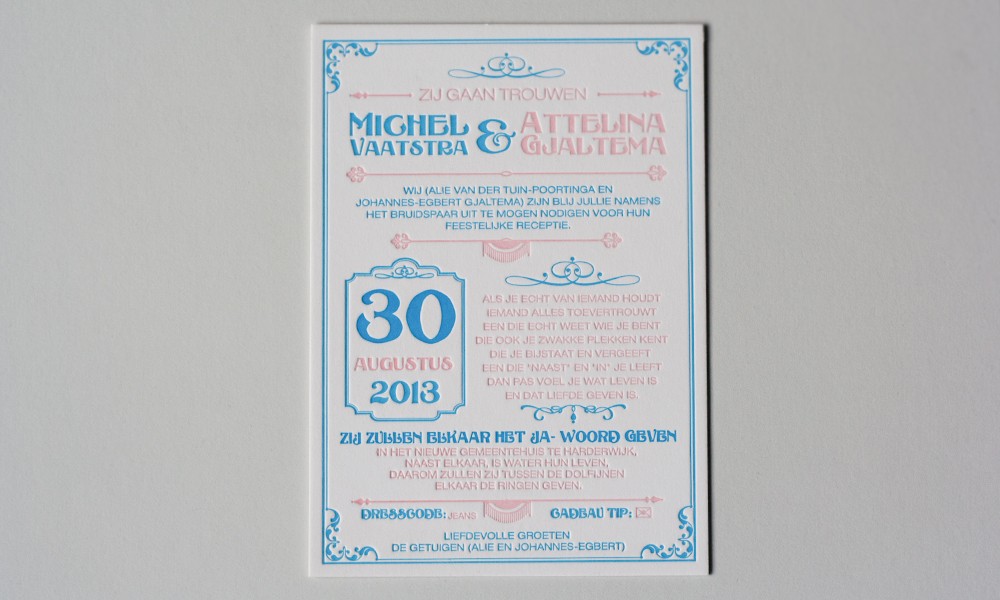 ZIJ GAAN TROUWEN
MICHEL & ATTELINA
VAATSTRA GJALTEMA
WIJ (ALIE VAN DER TUIN-POORTINGA EN
JOHANNES-EGBERT GJALTEMA) ZIJN BLIJ JULLIE NAMENS
HET BRUIDSPAAR UIT TE MOGEN NODIGEN VOOR HUN
FEESTELIJKE RECEPTIE.
30
AUGUSTUS
2013
ALS JE ECHT VAN IEMAND HOUDT
IEMAND ALLES TOEVERTROUWT
EEN DIE ECHT WEET WIE JE BENT
DIE OOK JE ZWAKKE PLEKKEN KENT
DIE JE BIJSTAAT EN VERGEEFT
EEN DIE "NAAST" EN "IN" JE LEEFT
DAN PAS VOEL JE WAT LEVEN IS
EN DAT LIEFDE GEVEN IS.
ZIJ ZULLEN ELKAAR HET JA- WOORD GEVEN
IN HET NIEUWE GEMEENTEHUIS TE HARDERWIJK,
NAAST ELKAAR, IS WATER HUN LEVEN,
DAAROM ZULLEN ZIJ TUSSEN DE DOLFIJNEN
ELKAAR DE RINGEN GEVEN.
DRESSCODE: JEANS CADEAU TIP:
LIEFDEVOLLE GROETEN
DE GETUIGEN (ALIE EN JOHANNES-EGBERT)